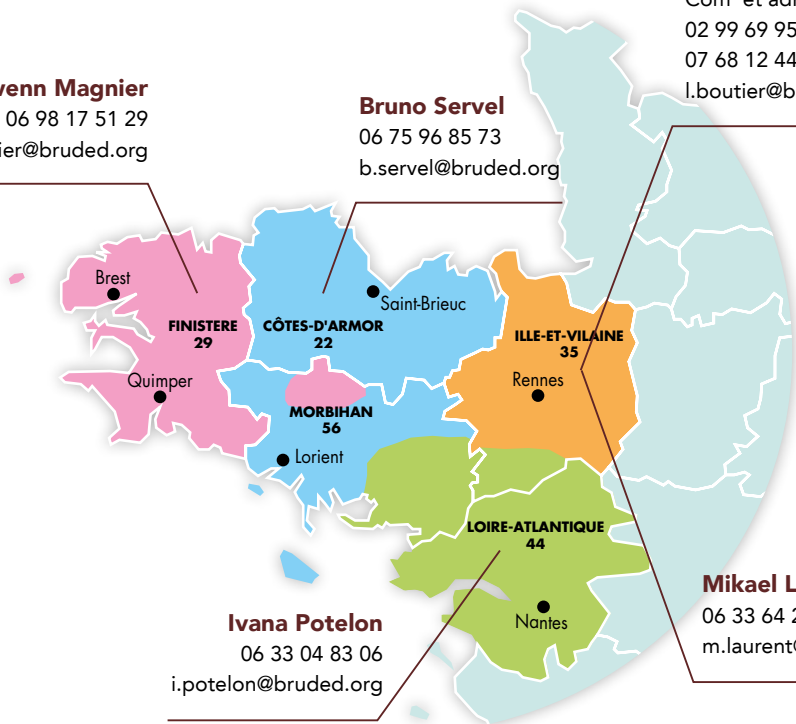 Com' et adm
02 99 69 95
07 68 12 44
l.boutier@b
venn Magnier
06 98 17 51 29
ier@bruded.org
Bruno Servel
06 75 96 85 73
b.servel@bruded.org
Brest
Saint-Brieuc
FINISTERE
29
CÔTES-D'ARMOR
22
ILLE-ET-VILAINE
35
Quimper
Rennes
MORBIHAN
56
Lorient
LOIRE-ATLANTIQUE
44
Nantes
Ivana Potelon
06 33 04 83 06
i.potelon@bruded.org
Mikael L
06 33 64 2
m.laurent@